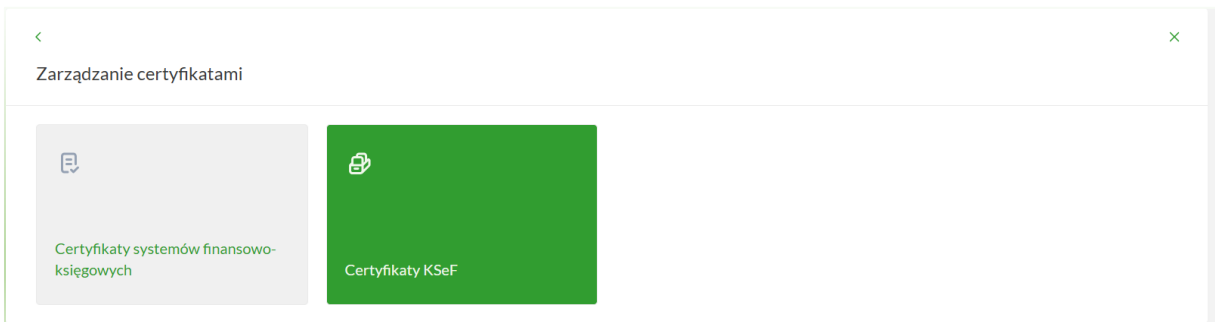 Zarządzanie certyfikatami
Certyfikaty systemów finansowo-
księgowych
Certyfikaty KSeF